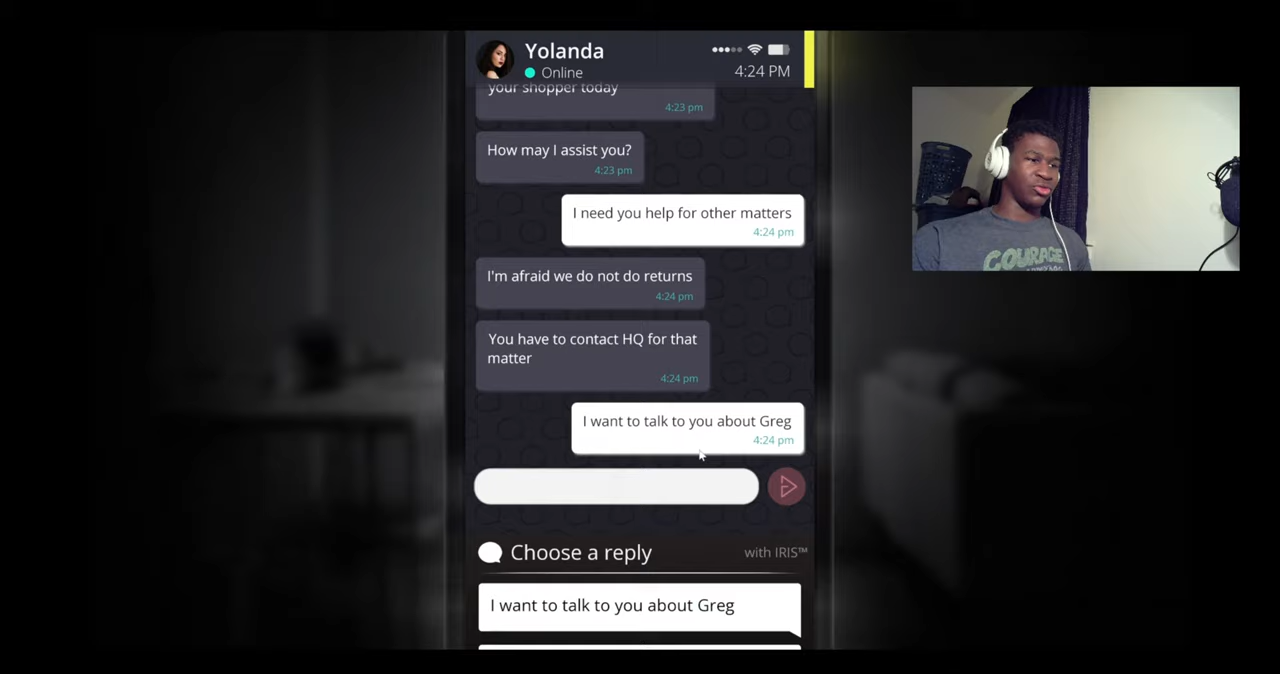 Yolanda
Online
4:24 PM
your shopper today
4:23 pm
How may I assist you?
4:23 pm
I need you help for other matters
4:24 pm
I'm afraid we do not do returns
4:24 pm
You have to contact HQ for that
matter
4:24 pm
I want to talk to you about Greg
4:24 pm
Choose a reply
with IRIS™
I want to talk to you about Greg
COURAGE